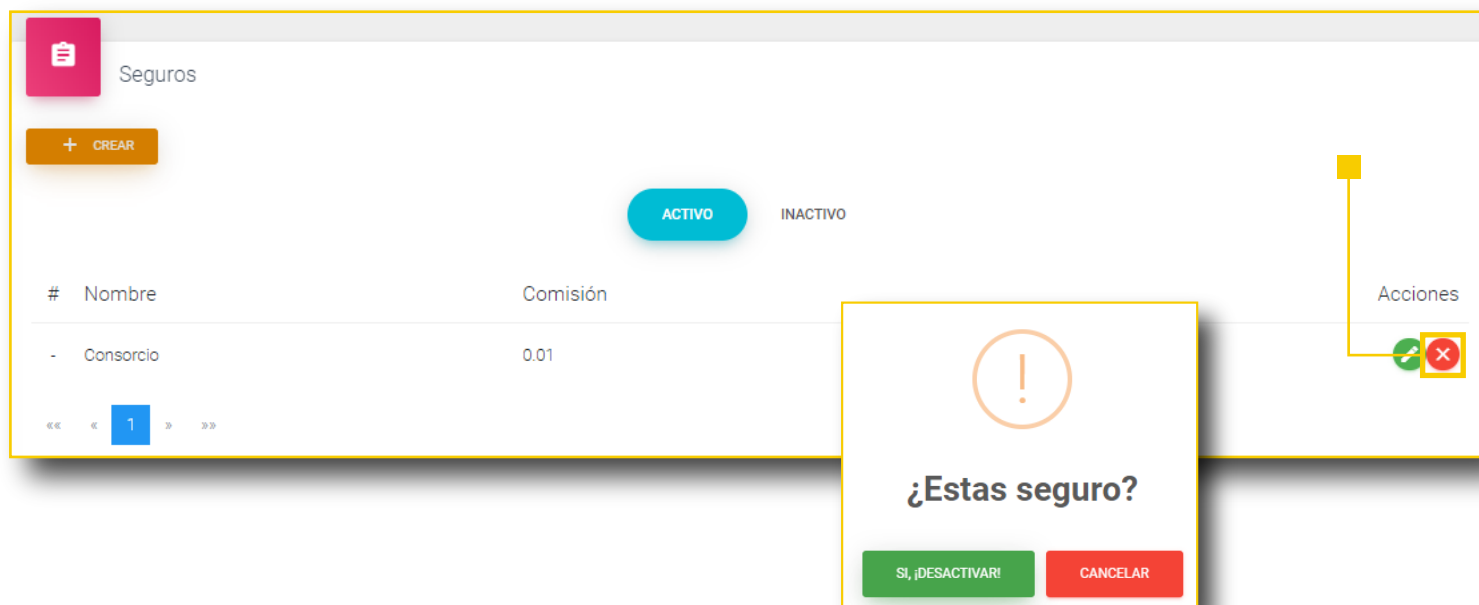 Seguros
+ CREAR
ACTIVO INACTIVO
# Nombre Comisión Acciones
- Consorcio 0.01
«« « 1 » »»
¿Estas seguro?
SI, ¡DESACTIVAR! CANCELAR